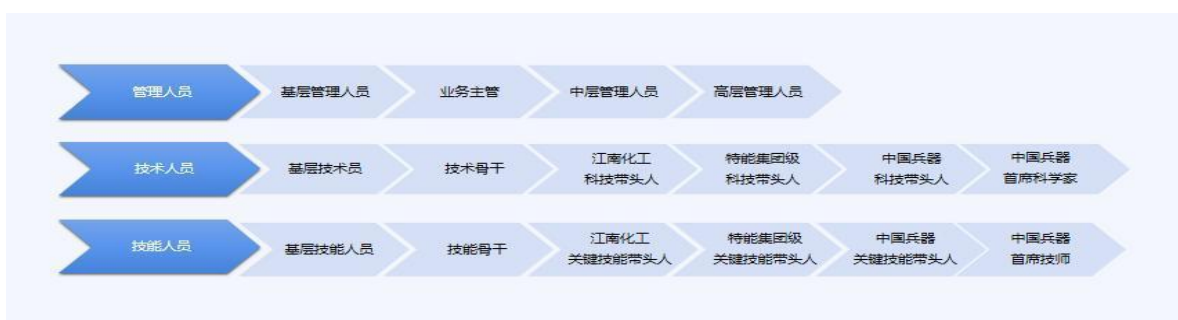 管理人员
基层管理人员
业务主管
中层管理人员
高层管理人员
技术人员
基层技术员
技术骨干
江南化工
科技带头人
特能集团级
科技带头人
中国兵器
科技带头人
中国兵器
首席科学家
技能人员
基层技能人员
技能骨干
江南化工
关键技能带头人
特能集团级
关键技能带头人
中国兵器
关键技能带头人
中国兵器
首席技师